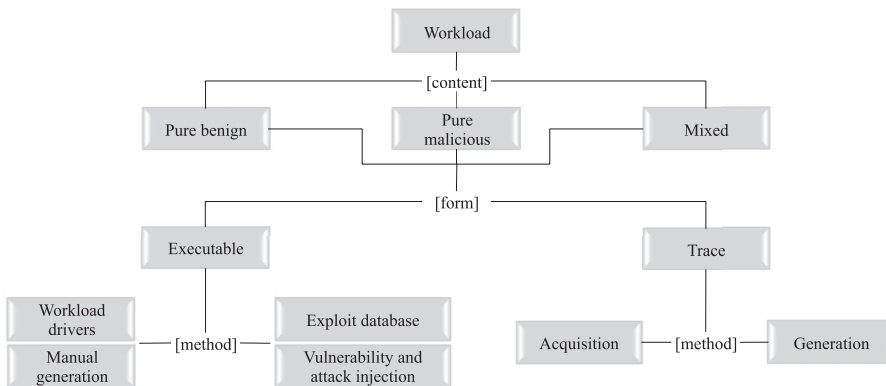 Workload
[content]
Pure benign
Pure
malicious
Mixed
[form]
Executable
Trace
Workload
drivers
Exploit database
[method]
Manual
generation
Vulnerability and
attack injection
Acquisition
[method]
Generation